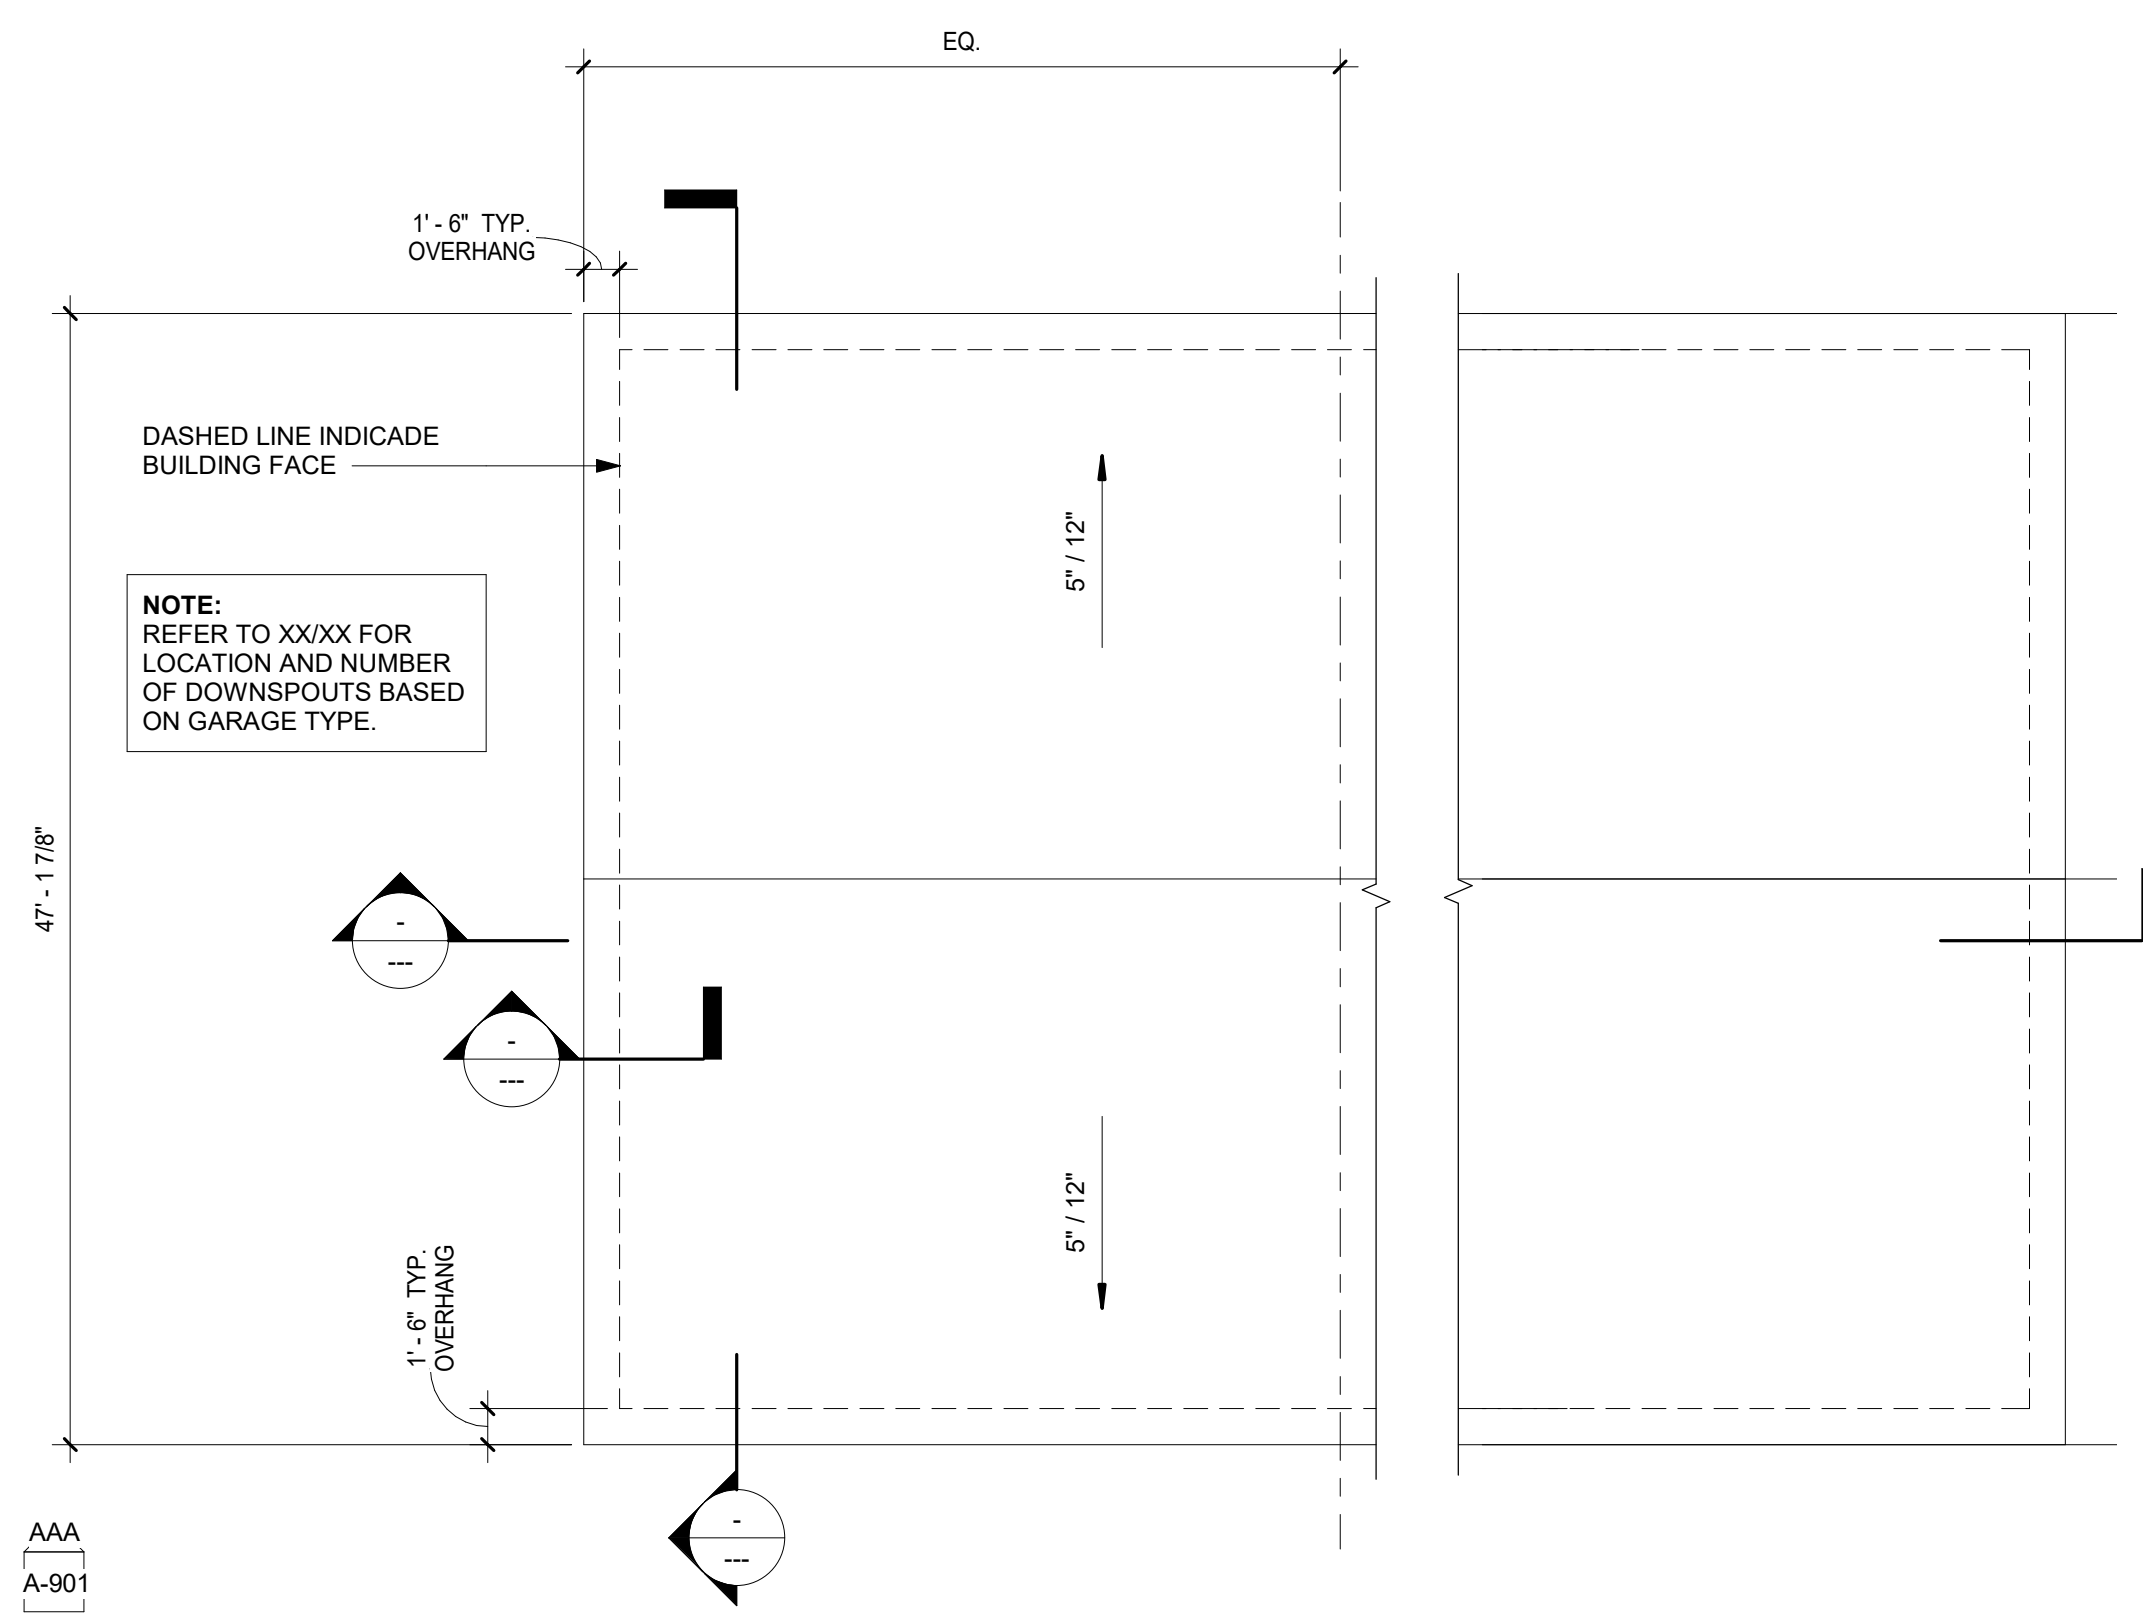 EQ.
1' - 6" TYP.
OVERHANG
DASHED LINE INDICADE
BUILDING FACE
5" / 12"
NOTE:
REFER TO XX/XX FOR
LOCATION AND NUMBER
OF DOWNSPOUTS BASED
ON GARAGE TYPE.
47' - 1 7/8"
-
---
-
---
5" / 12"
1' - 6" TYP.
OVERHANG
-
---
AAA
A-901